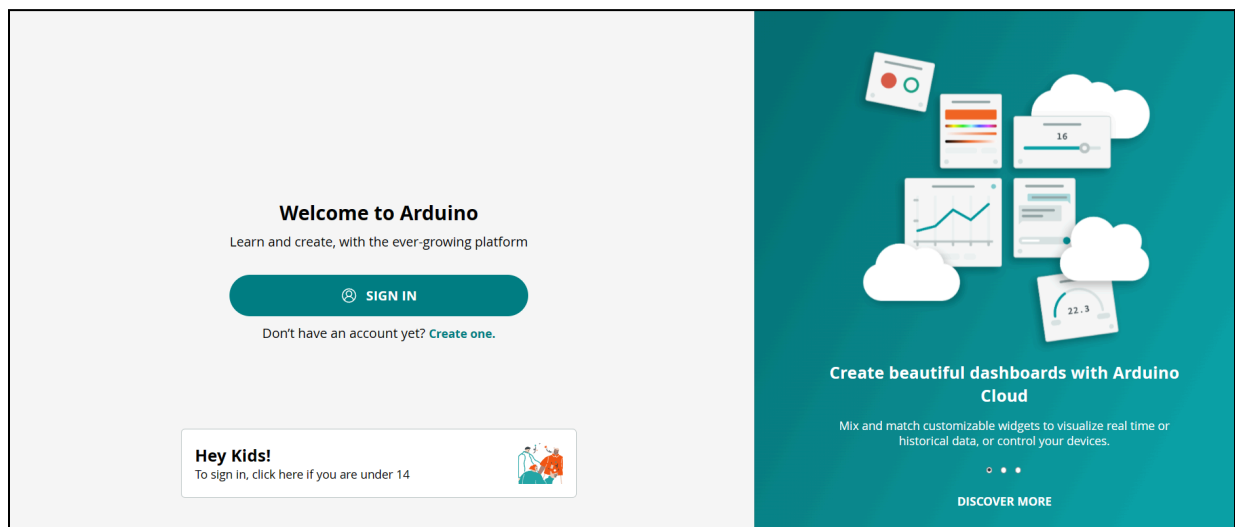 Welcome to Arduino
Learn and create, with the ever-growing platform
SIGN IN
Don’t have an account yet? Create one.
Hey Kids!
To sign in, click here if you are under 14
16
22.3
Create beautiful dashboards with Arduino
Cloud
Mix and match customizable widgets to visualize real time or
historical data, or control your devices.
DISCOVER MORE